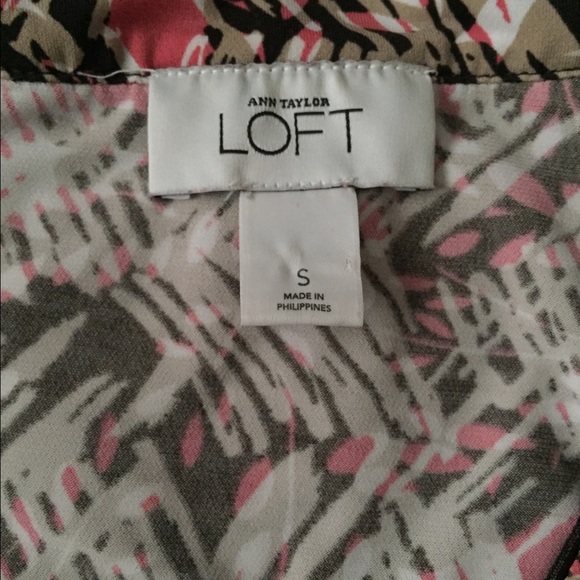 ANN TAYLOR
LOFT
S
MADE IN
PHILIPPINES